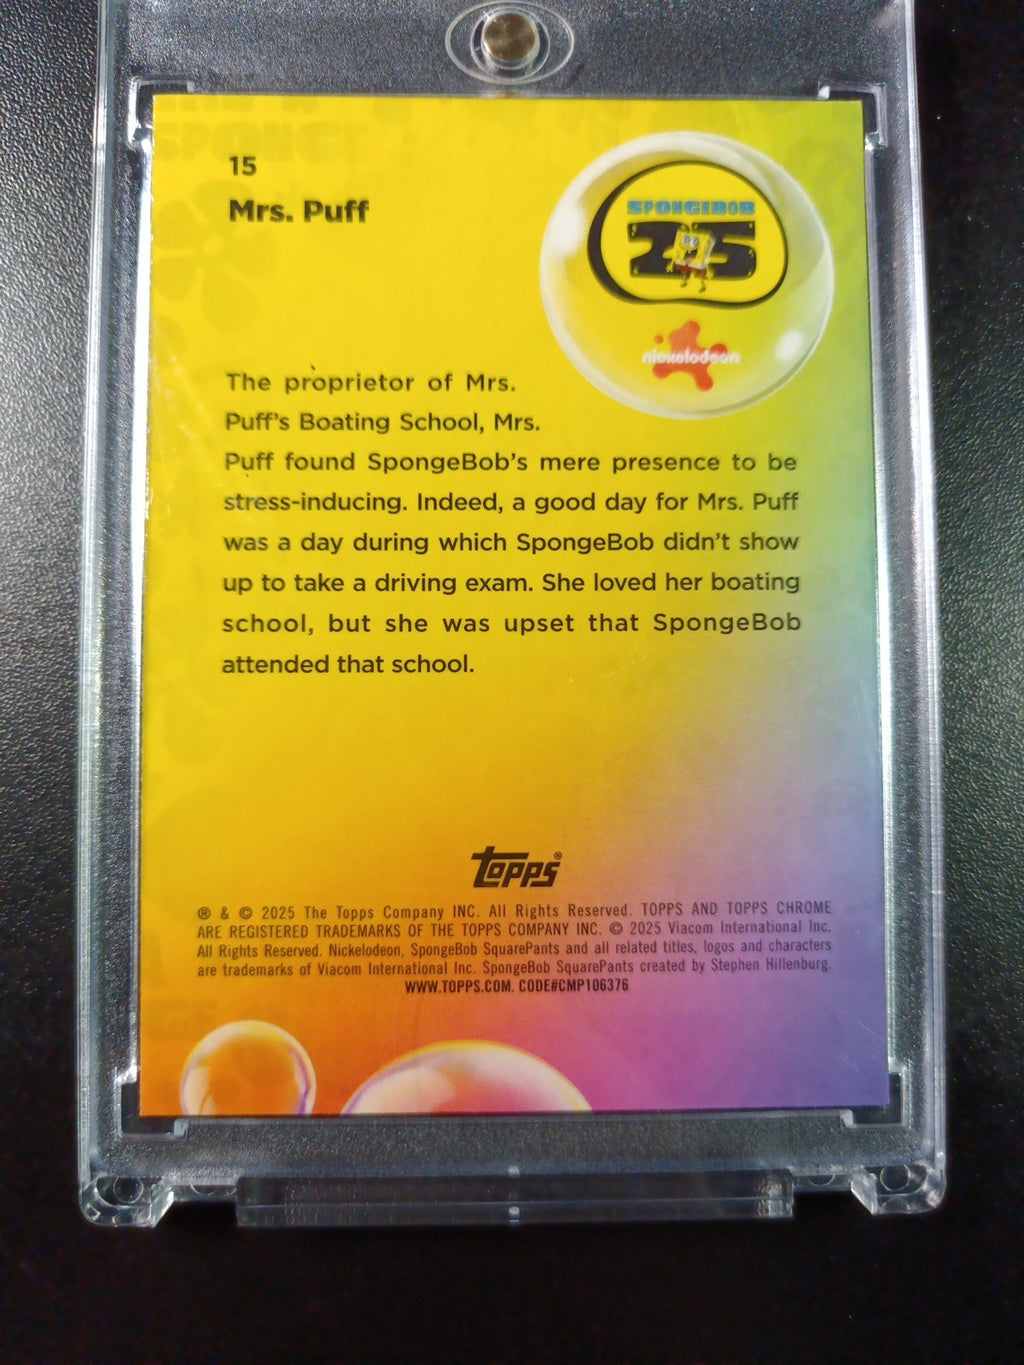 15
Mrs. Puff
SPONGEBOB
25
nickelodeon
The proprietor of Mrs.
Puff's Boating School, Mrs.
Puff found SpongeBob's mere presence to be
stress-inducing. Indeed, a good day for Mrs. Puff
was a day during which SpongeBob didn't show
up to take a driving exam. She loved her boating
school, but she was upset that SpongeBob
attended that school.
Topps®
® & © 2025 The Topps Company INC. All Rights Reserved. TOPPS AND TOPPS CHROME
ARE REGISTERED TRADEMARKS OF THE TOPPS COMPANY INC. © 2025 Viacom International Inc.
All Rights Reserved. Nickelodeon, SpongeBob SquarePants and all related titles, logos and characters
are trademarks of Viacom International Inc. SpongeBob SquarePants created by Stephen Hillenburg.
WWW.TOPPS.COM. CODE#CMP106376